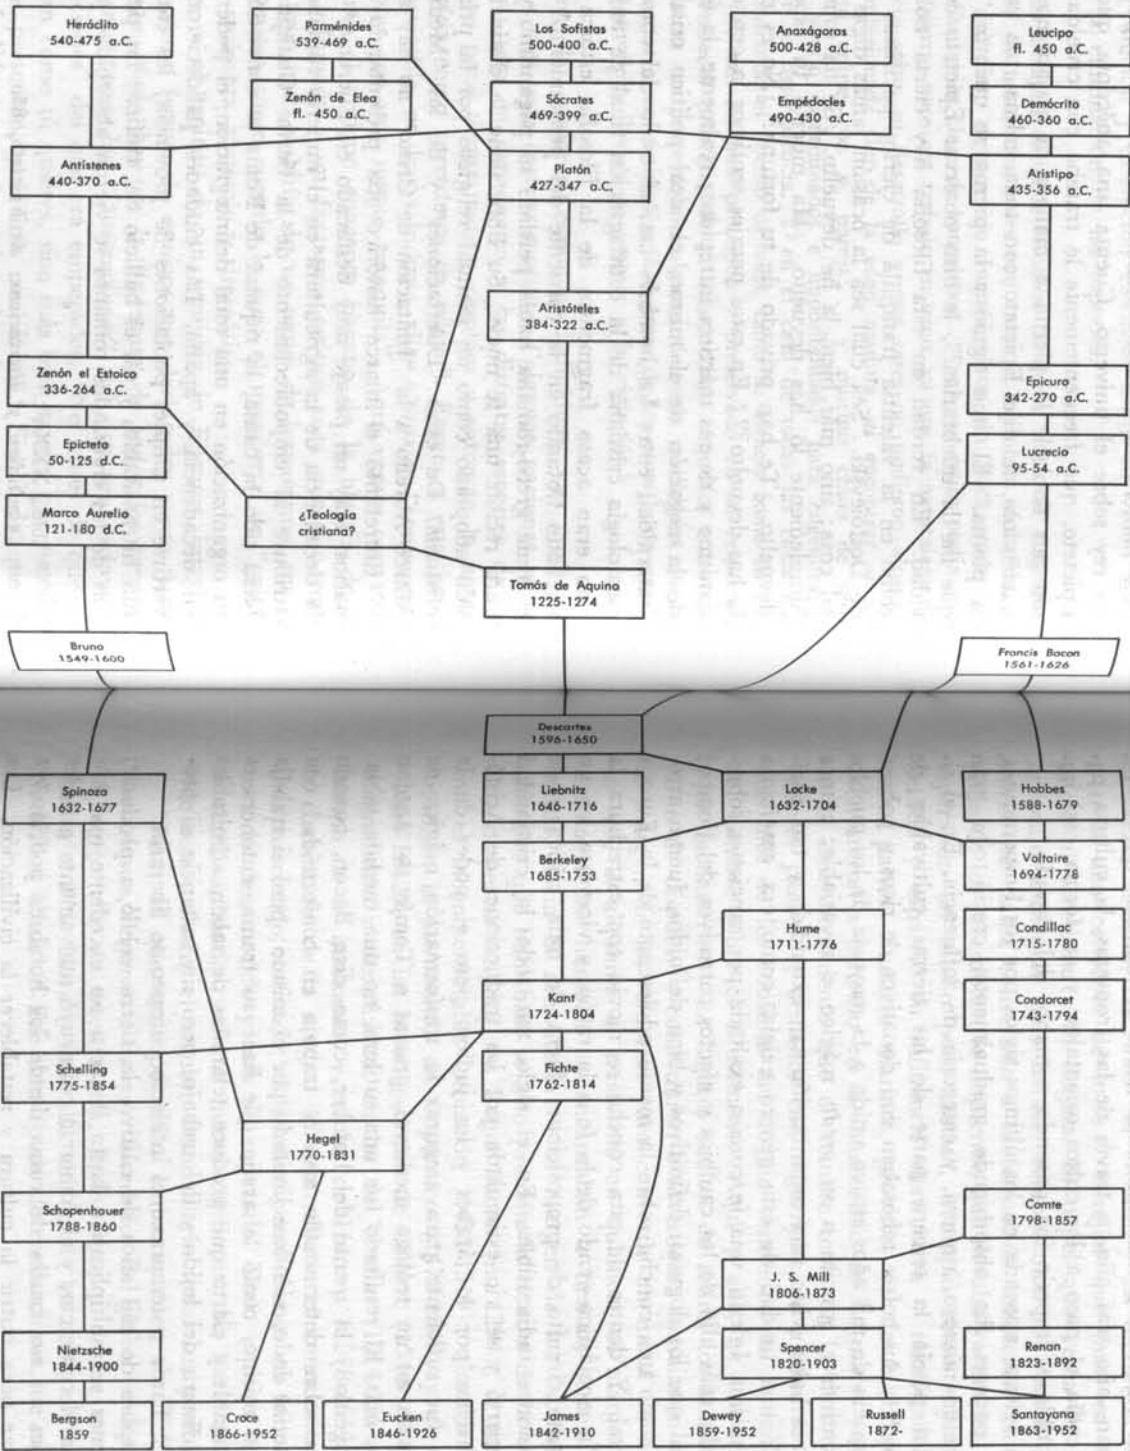 Heráclito
540-475 a.C.
Parménides
539-469 a.C.
Los Sofistas
500-400 a.C.
Anaxágoras
500-428 a.C.
Leucipo
fl. 450 a.C.
Zenón de Elea
fl. 450 a.C.
Sócrates
469-399 a.C.
Empédocles
490-430 a.C.
Demócrito
460-360 a.C.
Antístenes
440-370 a.C.
Platón
427-347 a.C.
Aristipo
435-356 a.C.
Aristóteles
384-322 a.C.
Zenón el Estoico
336-264 a.C.
Epicuro
342-270 a.C.
Epicteto
50-125 d.C.
Lucrecio
95-54 a.C.
Marco Aurelio
121-180 d.C.
¿Teología
cristiana?
Tomás de Aquino
1225-1274
Bruno
1549-1600
Francis Bacon
1561-1626
Descartes
1596-1650
Spinoza
1632-1677
Liebnitz
1646-1716
Locke
1632-1704
Hobbes
1588-1679
Berkeley
1685-1753
Voltaire
1694-1778
Hume
1711-1776
Condillac
1715-1780
Kant
1724-1804
Condorcet
1743-1794
Schelling
1775-1854
Fichte
1762-1814
Hegel
1770-1831
Schopenhauer
1788-1860
Comte
1798-1857
J. S. Mill
1806-1873
Nietzsche
1844-1900
Spencer
1820-1903
Renan
1823-1892
Bergson
1859
Croce
1866-1952
Eucken
1846-1926
James
1842-1910
Dewey
1859-1952
Russell
1872-
Santayana
1863-1952